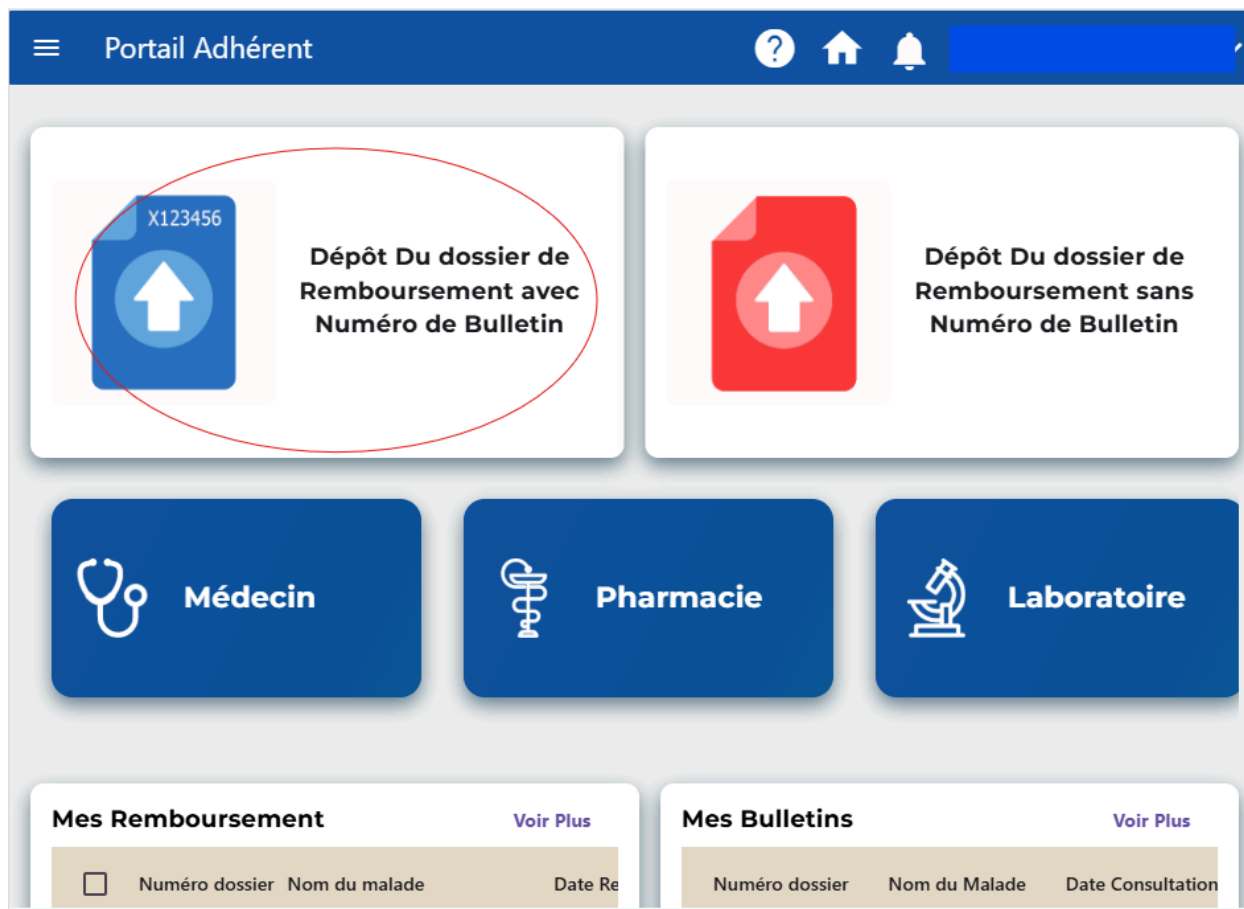 Portail Adhérent
X123456
Dépôt Du dossier de
Remboursement avec
Numéro de Bulletin
Dépôt Du dossier de
Remboursement sans
Numéro de Bulletin
Médecin
Pharmacie
Laboratoire
Mes Remboursement
Voir Plus
Numéro dossier Nom du malade Date Re
Mes Bulletins
Voir Plus
Numéro dossier Nom du Malade Date Consultation